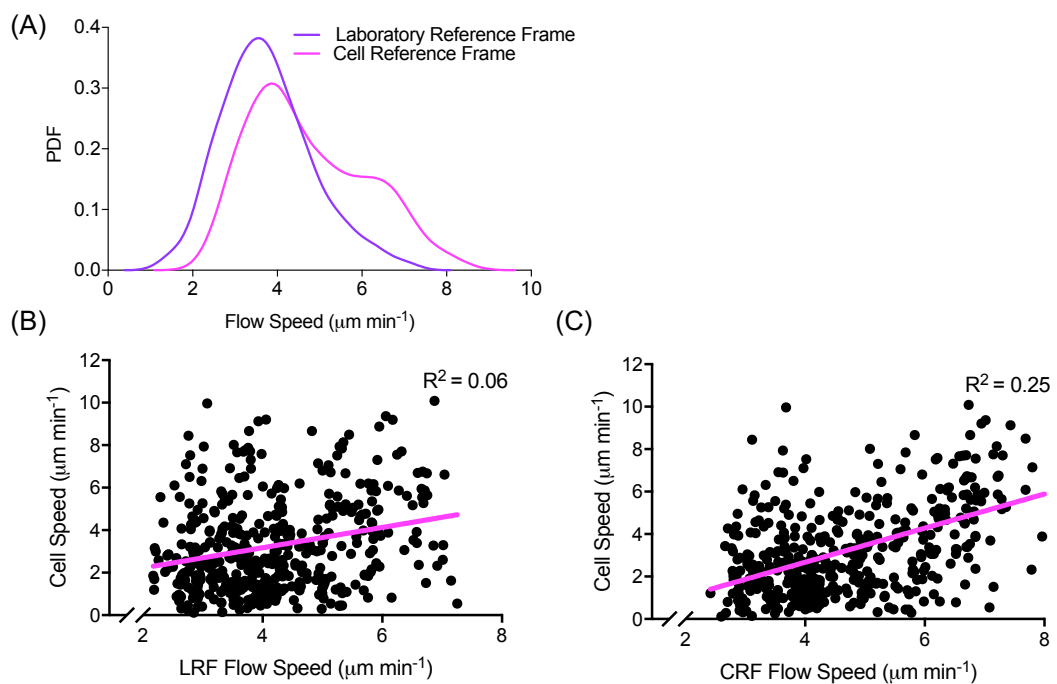 (A)
0.4
0.3
0.2
0.1
0.0
PDF
Laboratory Reference Frame
Cell Reference Frame
0 2 4 6 8 10
Flow Speed (μm min⁻¹)
(B)
12
10
8
6
4
2
0
Cell Speed (μm min⁻¹)
R² = 0.06
2 4 6 8
LRF Flow Speed (μm min⁻¹)
(C)
12
10
8
6
4
2
0
Cell Speed (μm min⁻¹)
R² = 0.25
2 4 6 8
CRF Flow Speed (μm min⁻¹)